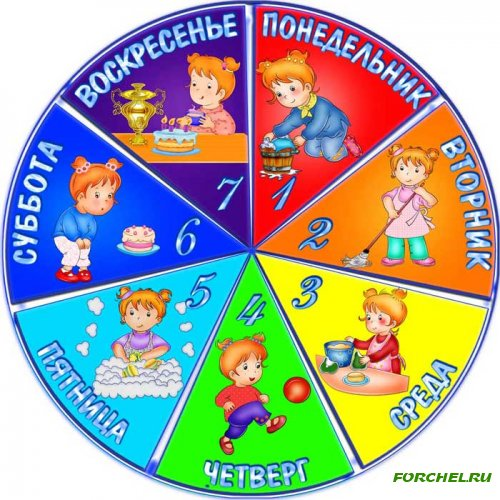 ПОНЕДЕЛЬНИК
1
ВТОРНИК
2
СРЕДА
3
ЧЕТВЕРГ
4
ПЯТНИЦА
5
СУББОТА
6
ВОСКРЕСЕНЬЕ
7
FORCHEL.RU